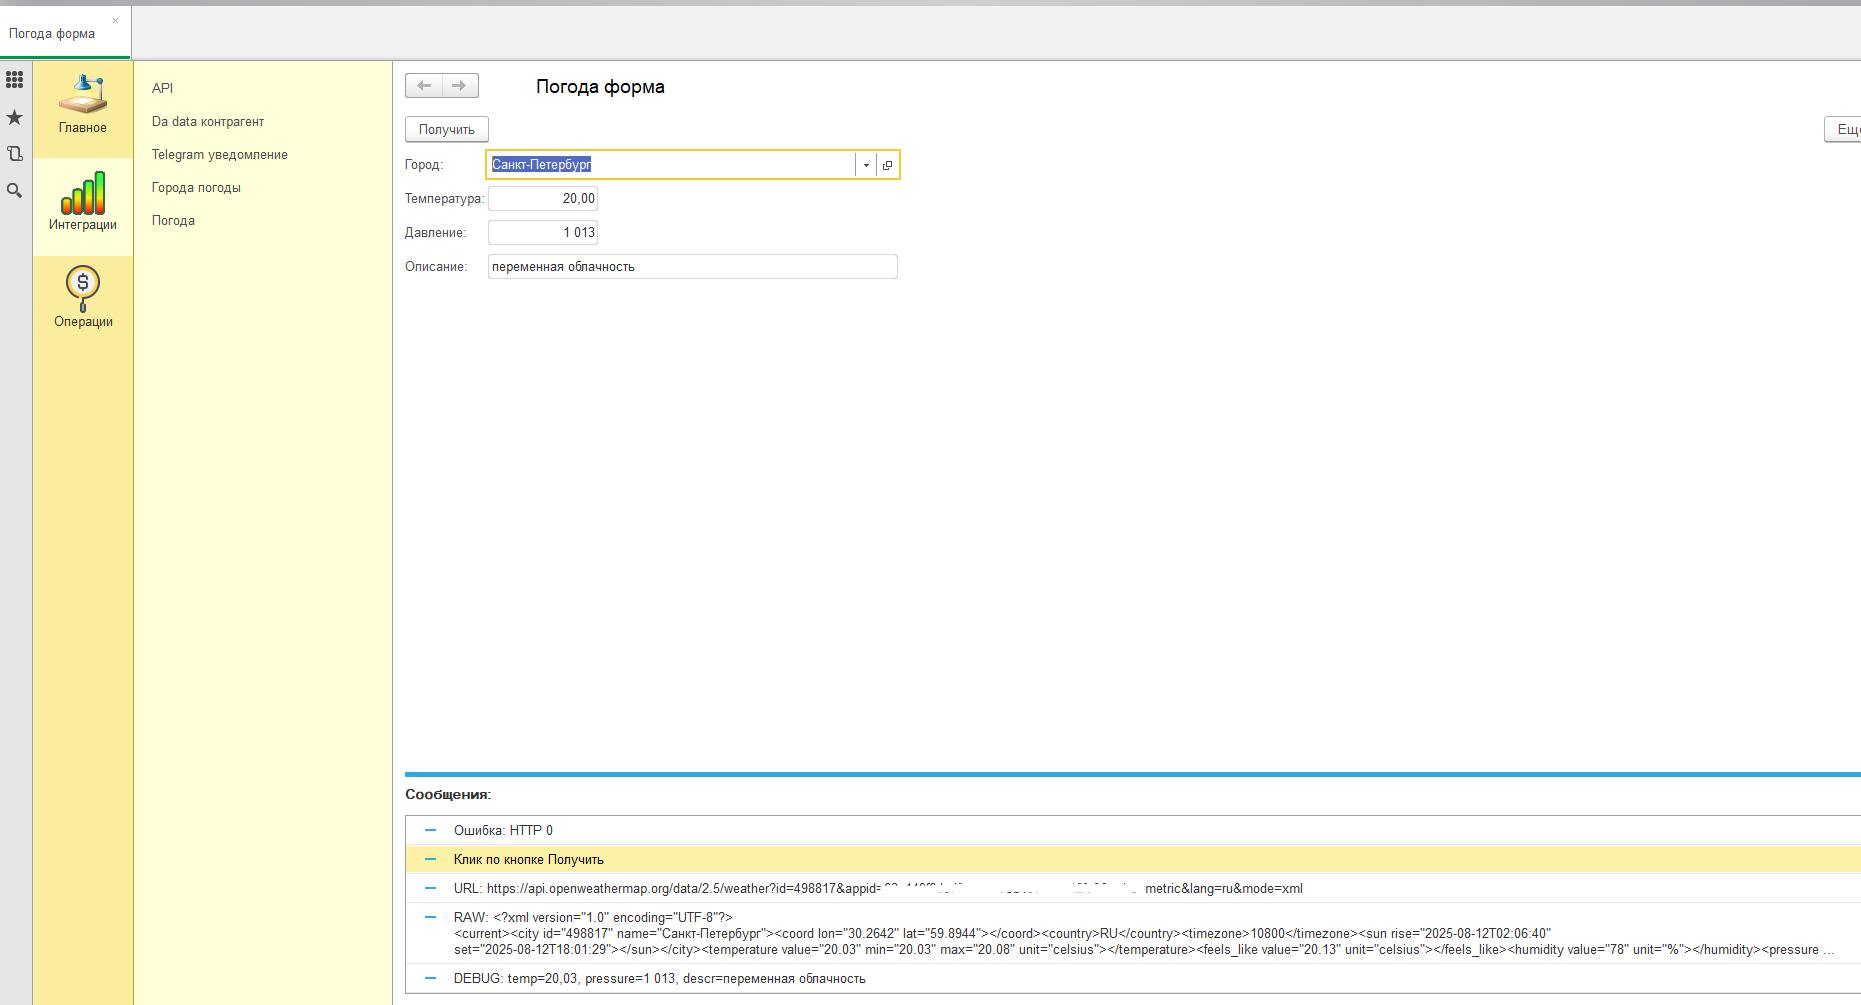 Погода форма
Главное
Интеграции
Операции
API
Da data контрагент
Telegram уведомление
Города погоды
Погода
Погода форма
Получить
Город: Санкт-Петербург
Температура: 20,00
Давление: 1 013
Описание: переменная облачность
Сообщения:
Ошибка: HTTP 0
Клик по кнопке Получить
URL: https://api.openweathermap.org/data/2.5/weather?id=498817&appid= metric&lang=ru&mode=xml
RAW: <?xml version="1.0" encoding="UTF-8"?>
<current><city id="498817" name="Санкт-Петербург"><coord lon="30.2642" lat="59.8944"></coord><country>RU</country><timezone>10800</timezone><sun rise="2025-08-12T02:06:40"
set="2025-08-12T18:01:29"></sun></city><temperature value="20.03" min="20.03" max="20.08" unit="celsius"></temperature><feels_like value="20.13" unit="celsius"></feels_like><humidity value="78" unit="%"></humidity><pressure ...
DEBUG: temp=20,03, pressure=1 013, descr=переменная облачность